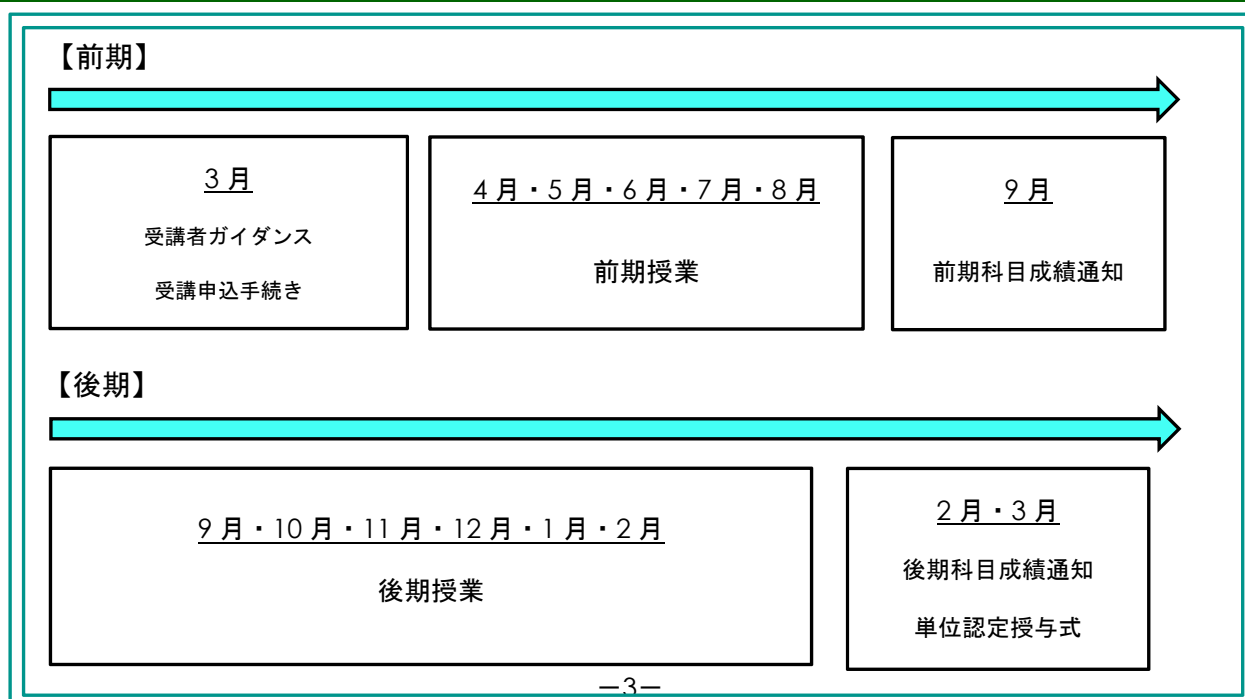 【前期】
3月
受講者ガイダンス
受講申込手続き
4月・5月・6月・7月・8月
前期授業
9月
前期科目成績通知
【後期】
9月・10月・11月・12月・1月・2月
後期授業
2月・3月
後期科目成績通知
単位認定授与式
—3—